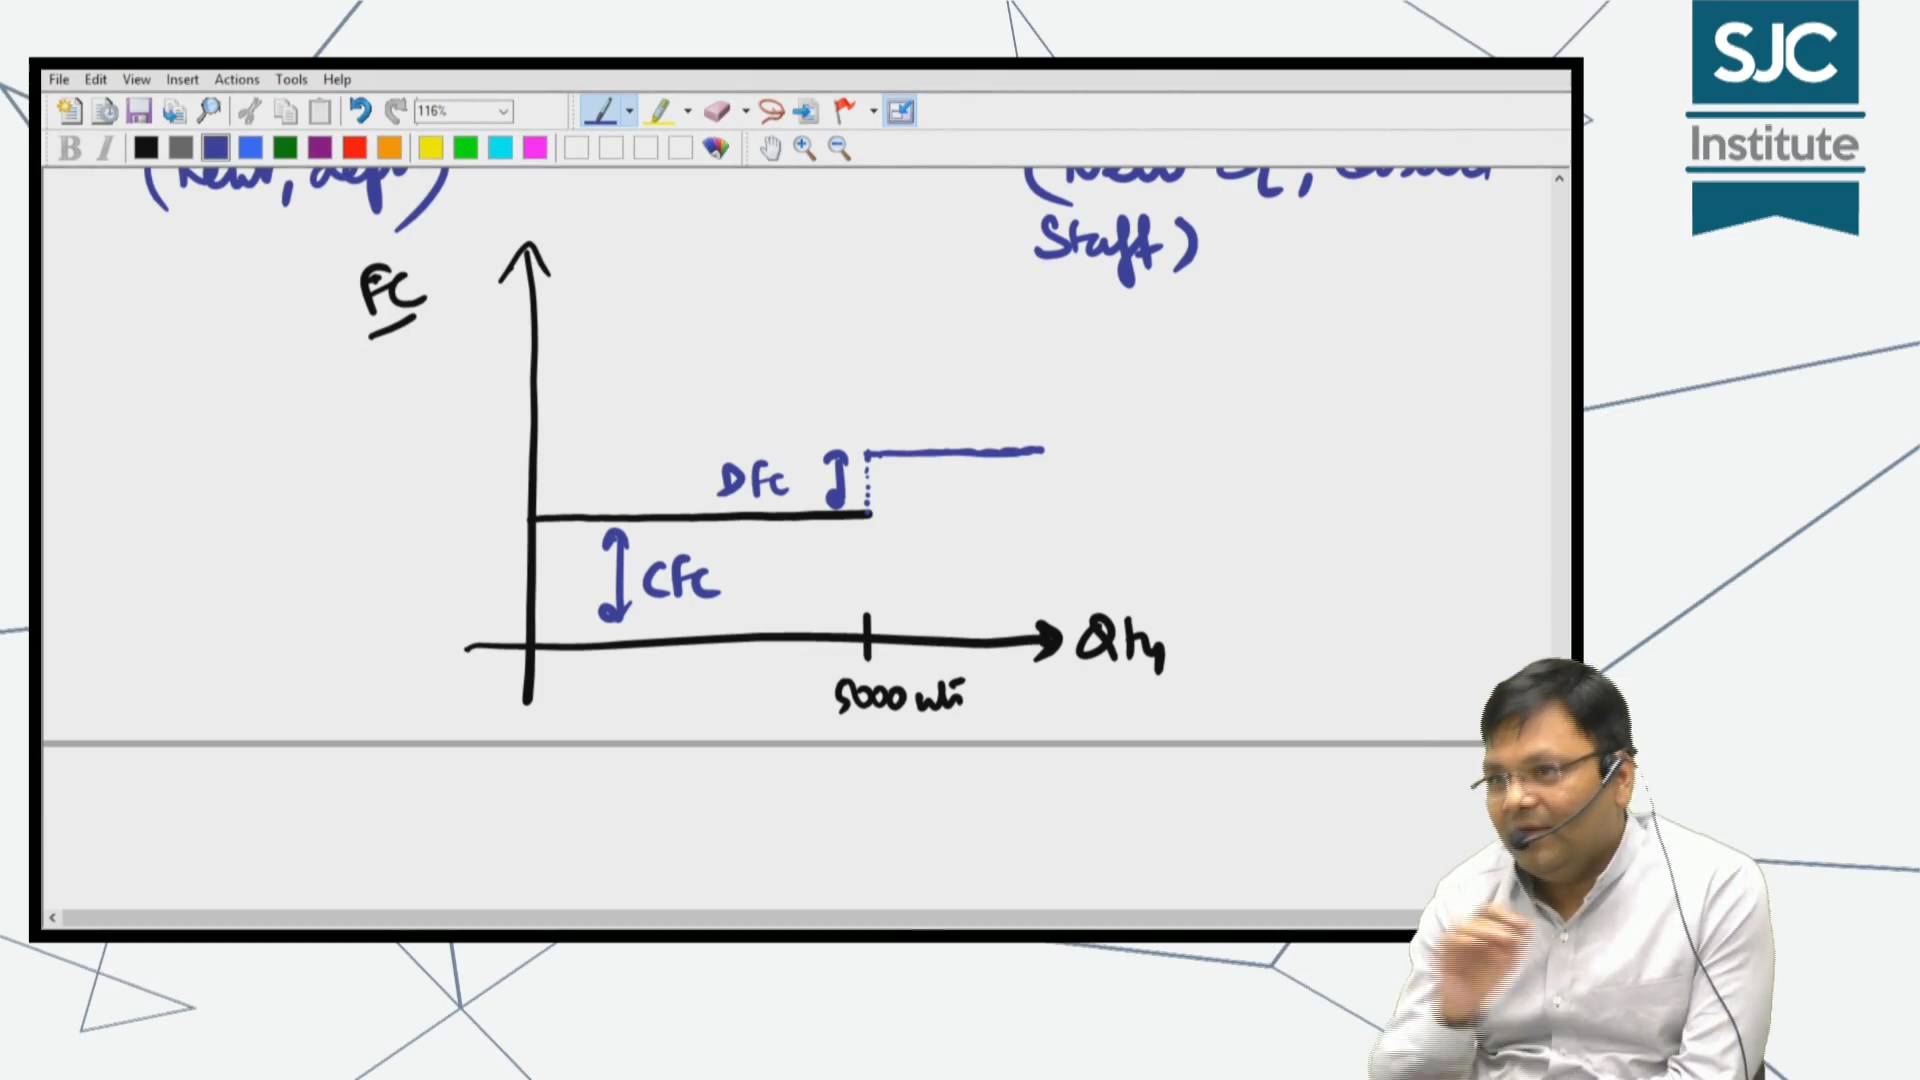 SJC
Institute
File Edit View Insert Actions Tools Help
116%
B I
Staff)
FC
DFC
CFC
Qty
5000 units